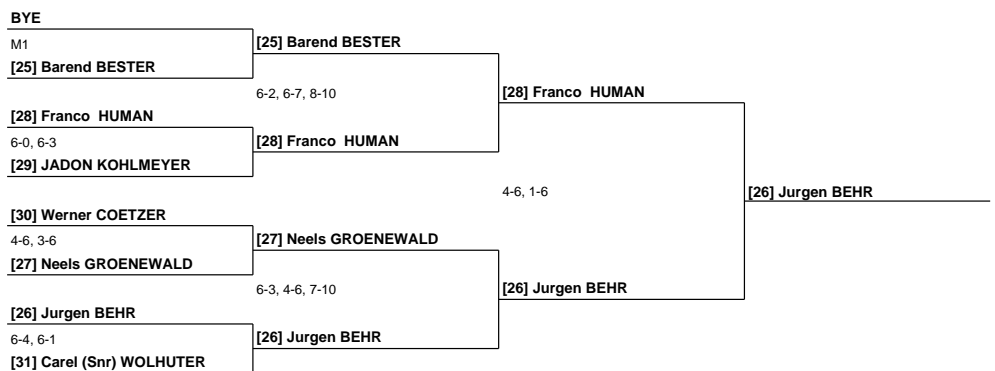 BYE
M1
[25] Barend BESTER
[25] Barend BESTER
6-2, 6-7, 8-10
[28] Franco  HUMAN
[28] Franco  HUMAN
6-0, 6-3
[28] Franco  HUMAN
[29] JADON KOHLMEYER
4-6, 1-6
[26] Jurgen BEHR
[30] Werner COETZER
4-6, 3-6
[27] Neels GROENEWALD
[27] Neels GROENEWALD
6-3, 4-6, 7-10
[26] Jurgen BEHR
[26] Jurgen BEHR
6-4, 6-1
[26] Jurgen BEHR
[31] Carel (Snr) WOLHUTER